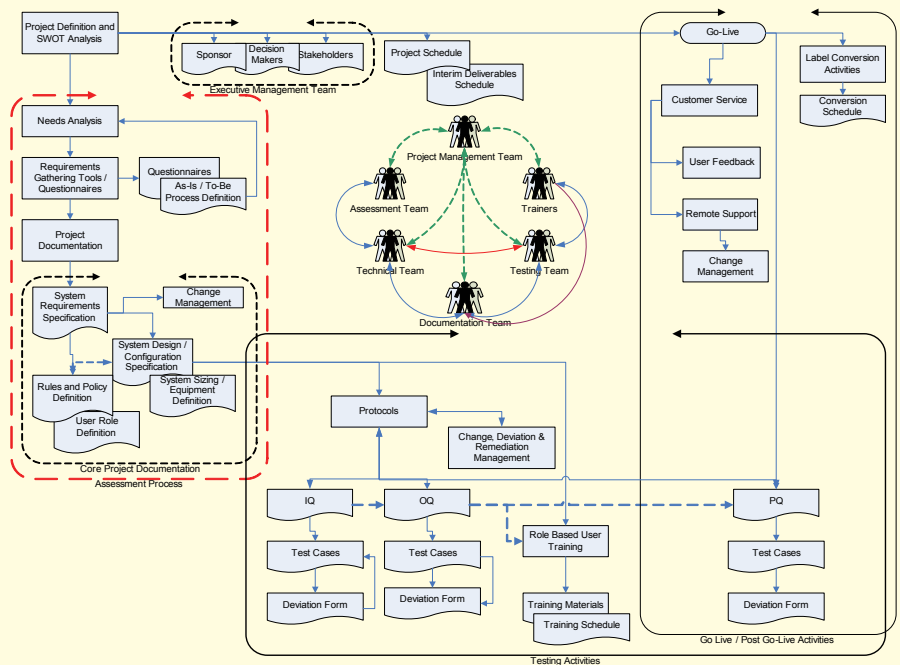 Project Definition and
SWOT Analysis
Sponsor
Decision
Makers
Stakeholders
Executive Management Team
Project Schedule
Interim Deliverables
Schedule
Go-Live
Label Conversion
Activities
Conversion
Schedule
Customer Service
User Feedback
Remote Support
Change
Management
Needs Analysis
Requirements
Gathering Tools /
Questionnaires
Questionnaires
As-Is / To-Be
Process Definition
Project
Documentation
Project Management Team
Assessment Team
Trainers
Technical Team
Testing Team
Documentation Team
System
Requirements
Specification
Change
Management
System Design /
Configuration
Specification
System Sizing /
Equipment
Definition
Rules and Policy
Definition
User Role
Definition
Core Project Documentation
Assessment Process
Protocols
Change, Deviation &
Remediation
Management
IQ
OQ
PQ
Test Cases
Test Cases
Role Based User
Training
Test Cases
Deviation Form
Deviation Form
Training Materials
Training Schedule
Deviation Form
Go Live / Post Go-Live Activities
Testing Activities